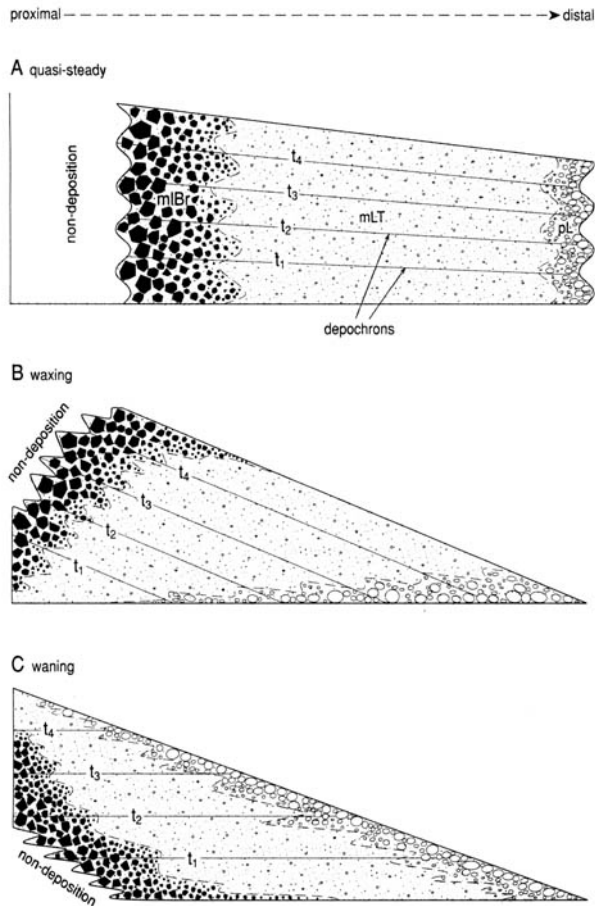 proximal distal
A quasi-steady
non-deposition
t4
mlBr
t3
mLT
t2
pL
t1
depochrons
B waxing
non-deposition
t4
t3
t2
t1
C waning
t4
t3
t2
t1
non-deposition